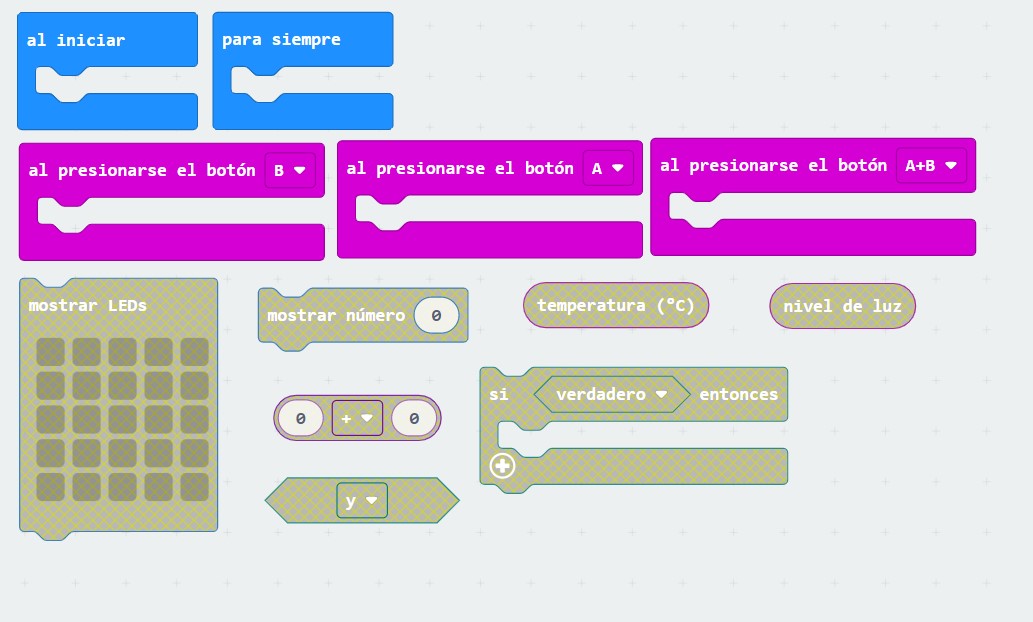 al iniciar
para siempre
al presionarse el botón B
al presionarse el botón A
al presionarse el botón A+B
mostrar LEDs
mostrar número 0
temperatura (°C)
nivel de luz
0 + 0
si verdadero entonces
y